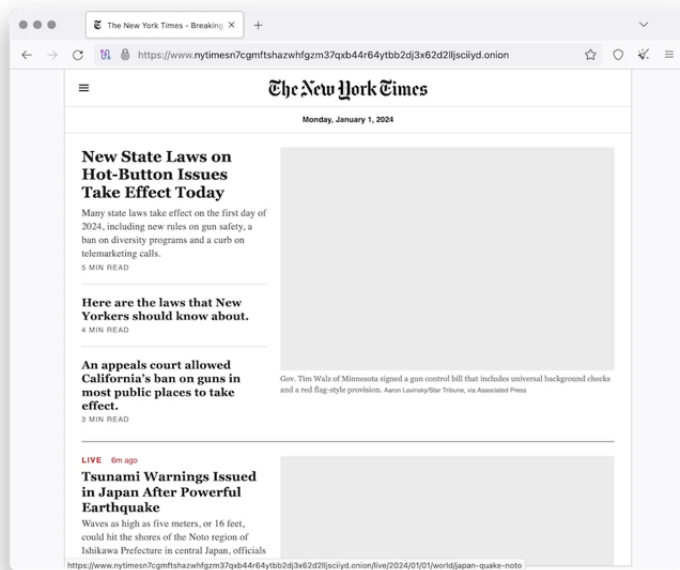 The New York Times - Breaking
https://www.nytimesn7cgmftshazwhfgzm37qxb44r64ytbb2dj3x62d2lljsciiyd.onion
The New York Times
Monday, January 1, 2024
New State Laws on
Hot-Button Issues
Take Effect Today
Many state laws take effect on the first day of
2024, including new rules on gun safety, a
ban on diversity programs and a curb on
telemarketing calls.
5 MIN READ
Here are the laws that New
Yorkers should know about.
4 MIN READ
An appeals court allowed
California's ban on guns in
most public places to take
effect.
3 MIN READ
Gov. Tim Walz of Minnesota signed a gun control bill that includes universal background checks
and a red flag-style provision. Aaron Lavinsky/Star Tribune, via Associated Press
LIVE 6m ago
Tsunami Warnings Issued
in Japan After Powerful
Earthquake
Waves as high as five meters, or 16 feet,
could hit the shores of the Noto region of
Ishikawa Prefecture in central Japan, officials
https://www.nytimesn7cgmftshazwhfgzm37qxb44r64ytbb2dj3x62d2lljsciiyd.onion/live/2024/01/01/world/japan-quake-noto